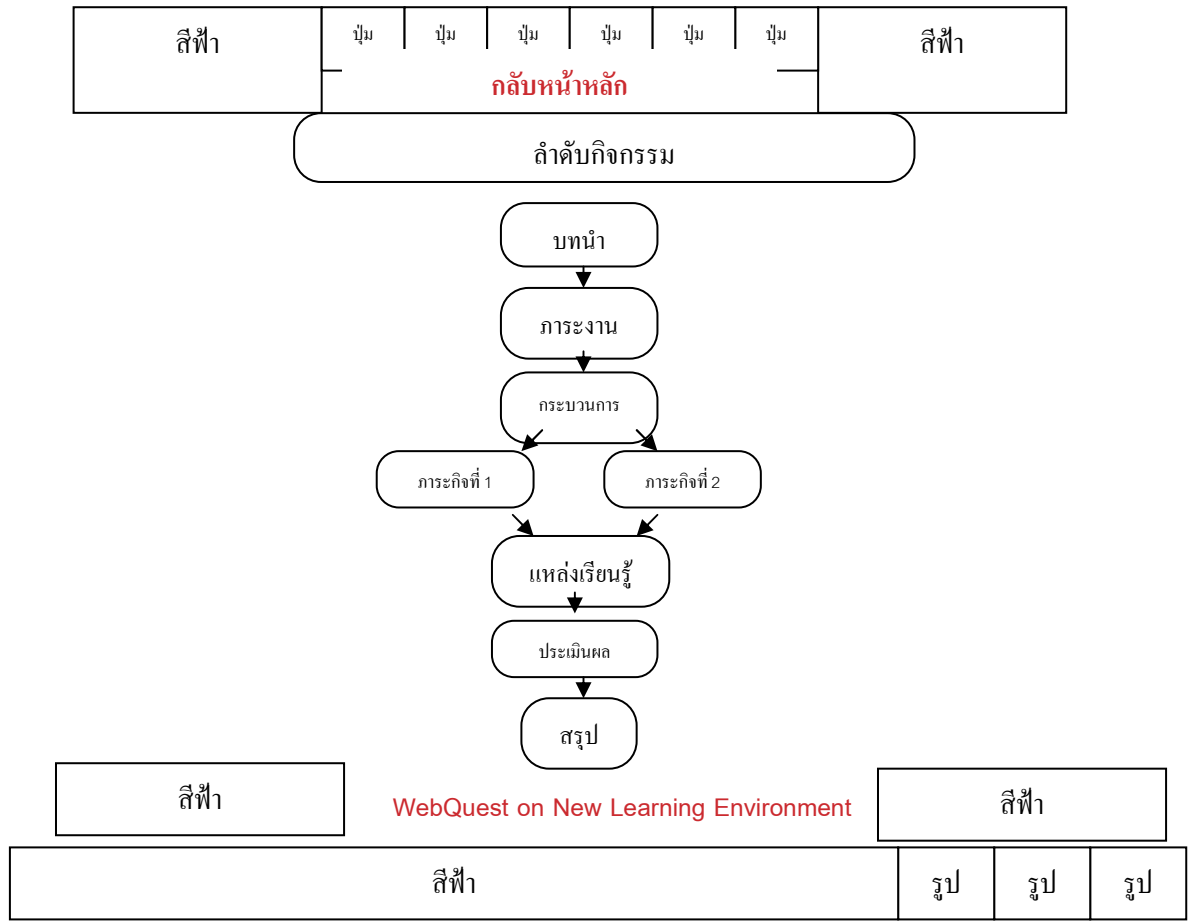 สีฟ้า ปุ่ม ปุ่ม ปุ่ม ปุ่ม ปุ่ม ปุ่ม สีฟ้า
กลับหน้าหลัก
ลำดับกิจกรรม
บทนำ
ภาระงาน
กระบวนการ
ภาระกิจที่ 1 ภาระกิจที่ 2
แหล่งเรียนรู้
ประเมินผล
สรุป
สีฟ้า WebQuest on New Learning Environment สีฟ้า
สีฟ้า รูป รูป รูป